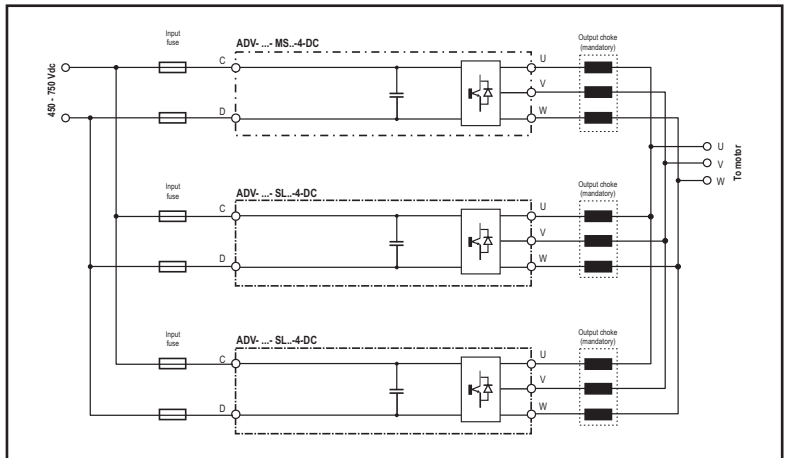 Input
fuse
ADV- ...- MS..-4-DC
Output choke
(mandatory)
C
U
V
D
W
450 - 750 Vdc
U
V
W
To motor
Input
fuse
ADV- ...- SL..-4-DC
Output choke
(mandatory)
C
U
V
D
W
Input
fuse
ADV- ...- SL..-4-DC
Output choke
(mandatory)
C
U
V
D
W